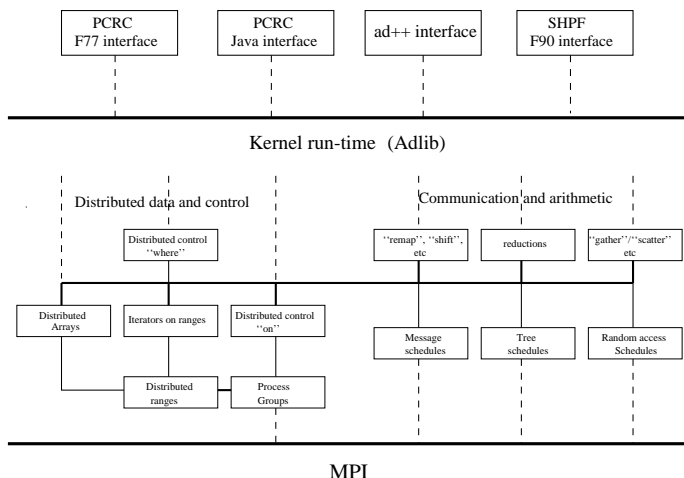 PCRC
F77 interface
PCRC
Java interface
ad++ interface
SHPF
F90 interface
Kernel run-time (Adlib)
Distributed data and control
Communication and arithmetic
Distributed control
‘‘where’’
‘‘remap’’, ‘‘shift’’,
etc
reductions
‘‘gather’’/‘‘scatter’’
etc
Distributed
Arrays
Iterators on ranges
Distributed control
‘‘on’’
Message
schedules
Tree
schedules
Random access
Schedules
Distributed
ranges
Process
Groups
MPI